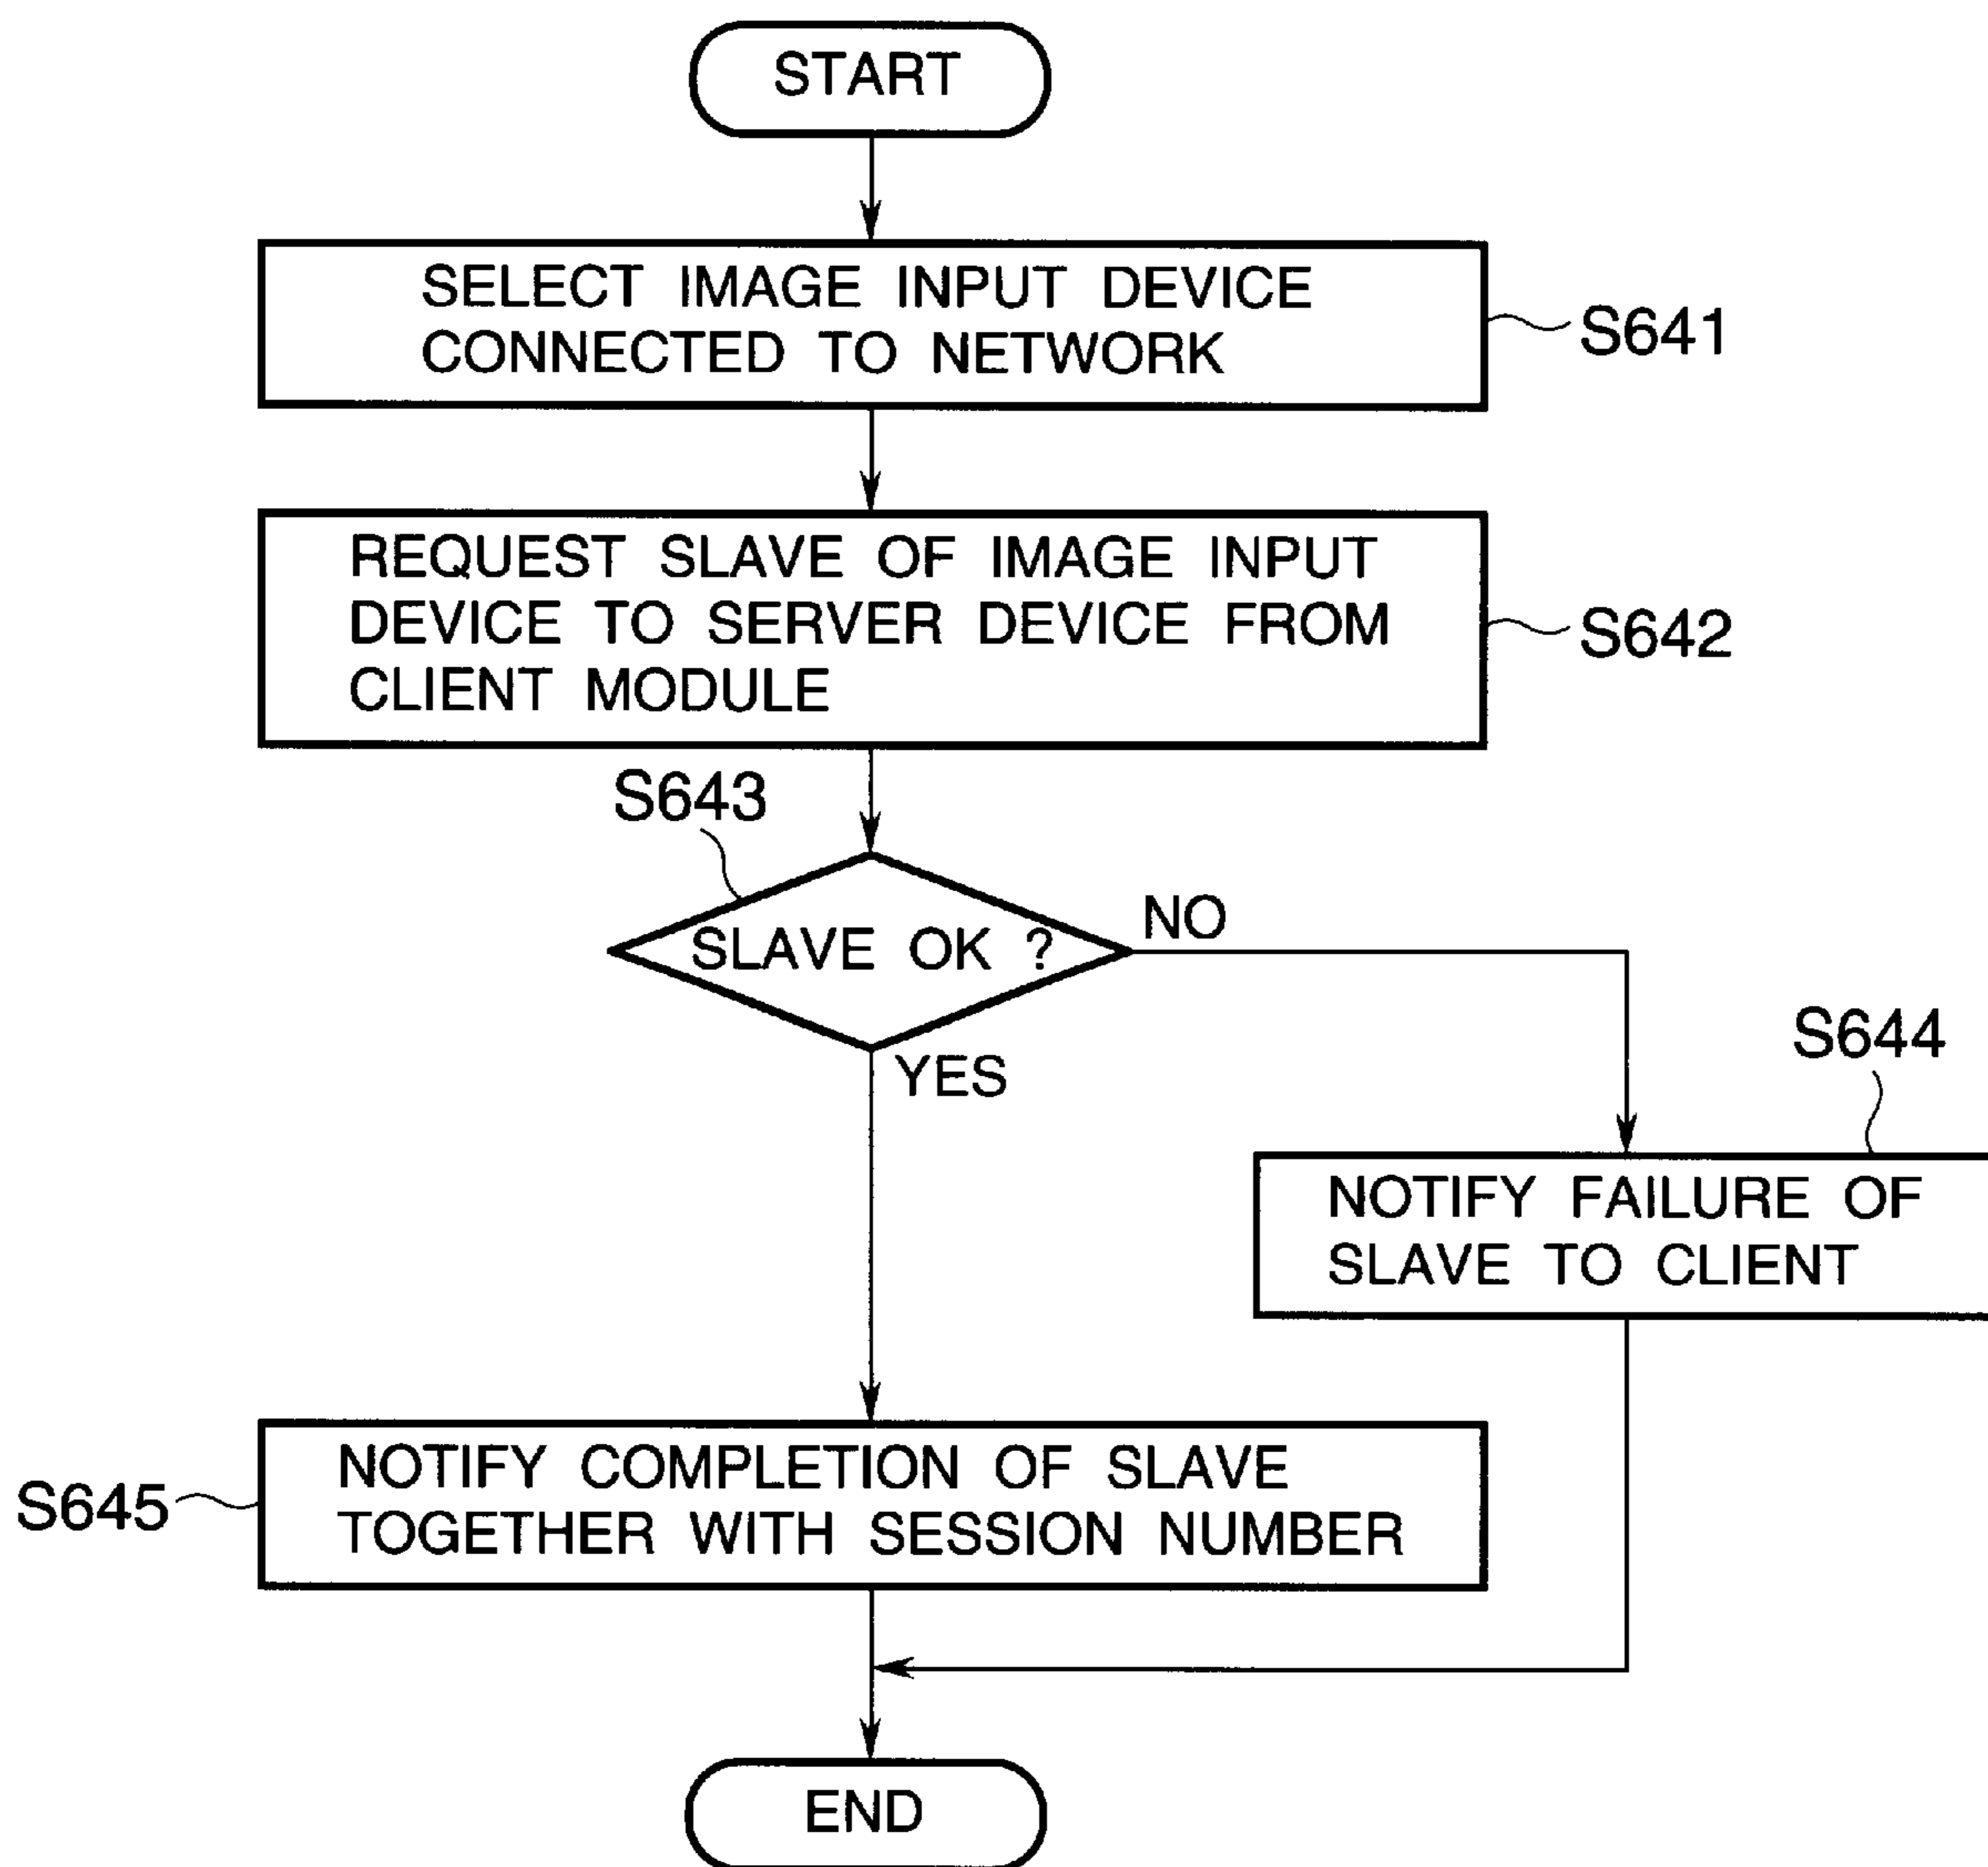 START
SELECT IMAGE INPUT DEVICE
CONNECTED TO NETWORK
S641
REQUEST SLAVE OF IMAGE INPUT
DEVICE TO SERVER DEVICE FROM
CLIENT MODULE
S642
S643
SLAVE OK ?
NO
YES
S644
NOTIFY FAILURE OF
SLAVE TO CLIENT
S645
NOTIFY COMPLETION OF SLAVE
TOGETHER WITH SESSION NUMBER
END